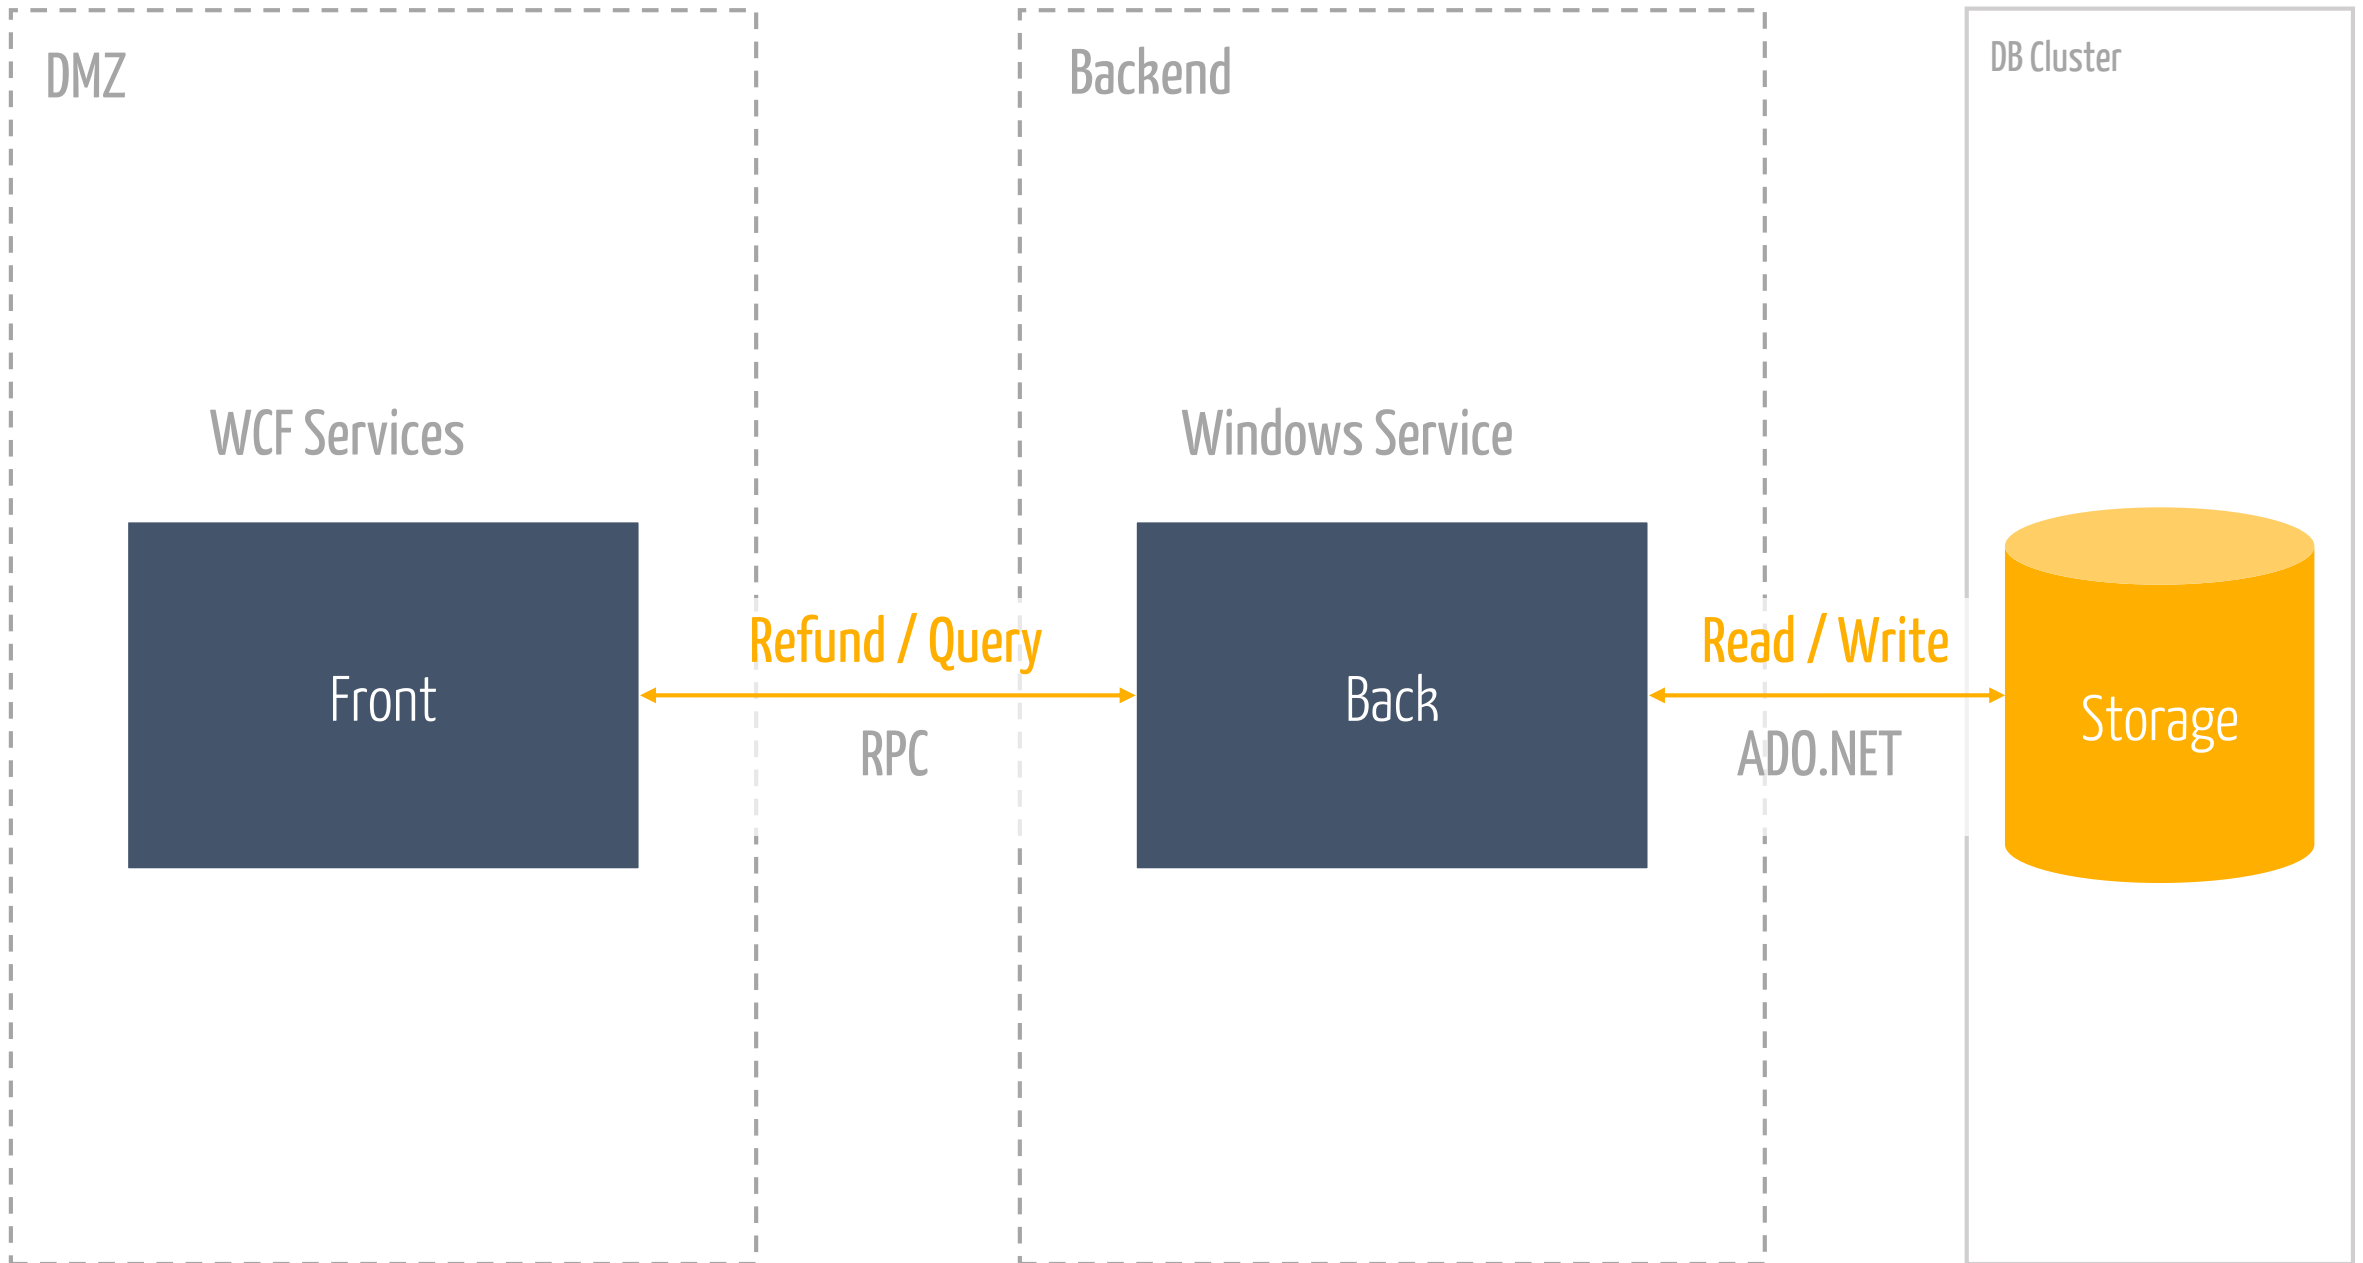 DMZ
Backend
DB Cluster
WCF Services
Windows Service
Refund / Query
Read / Write
Front
Back
Storage
RPC
ADO.NET